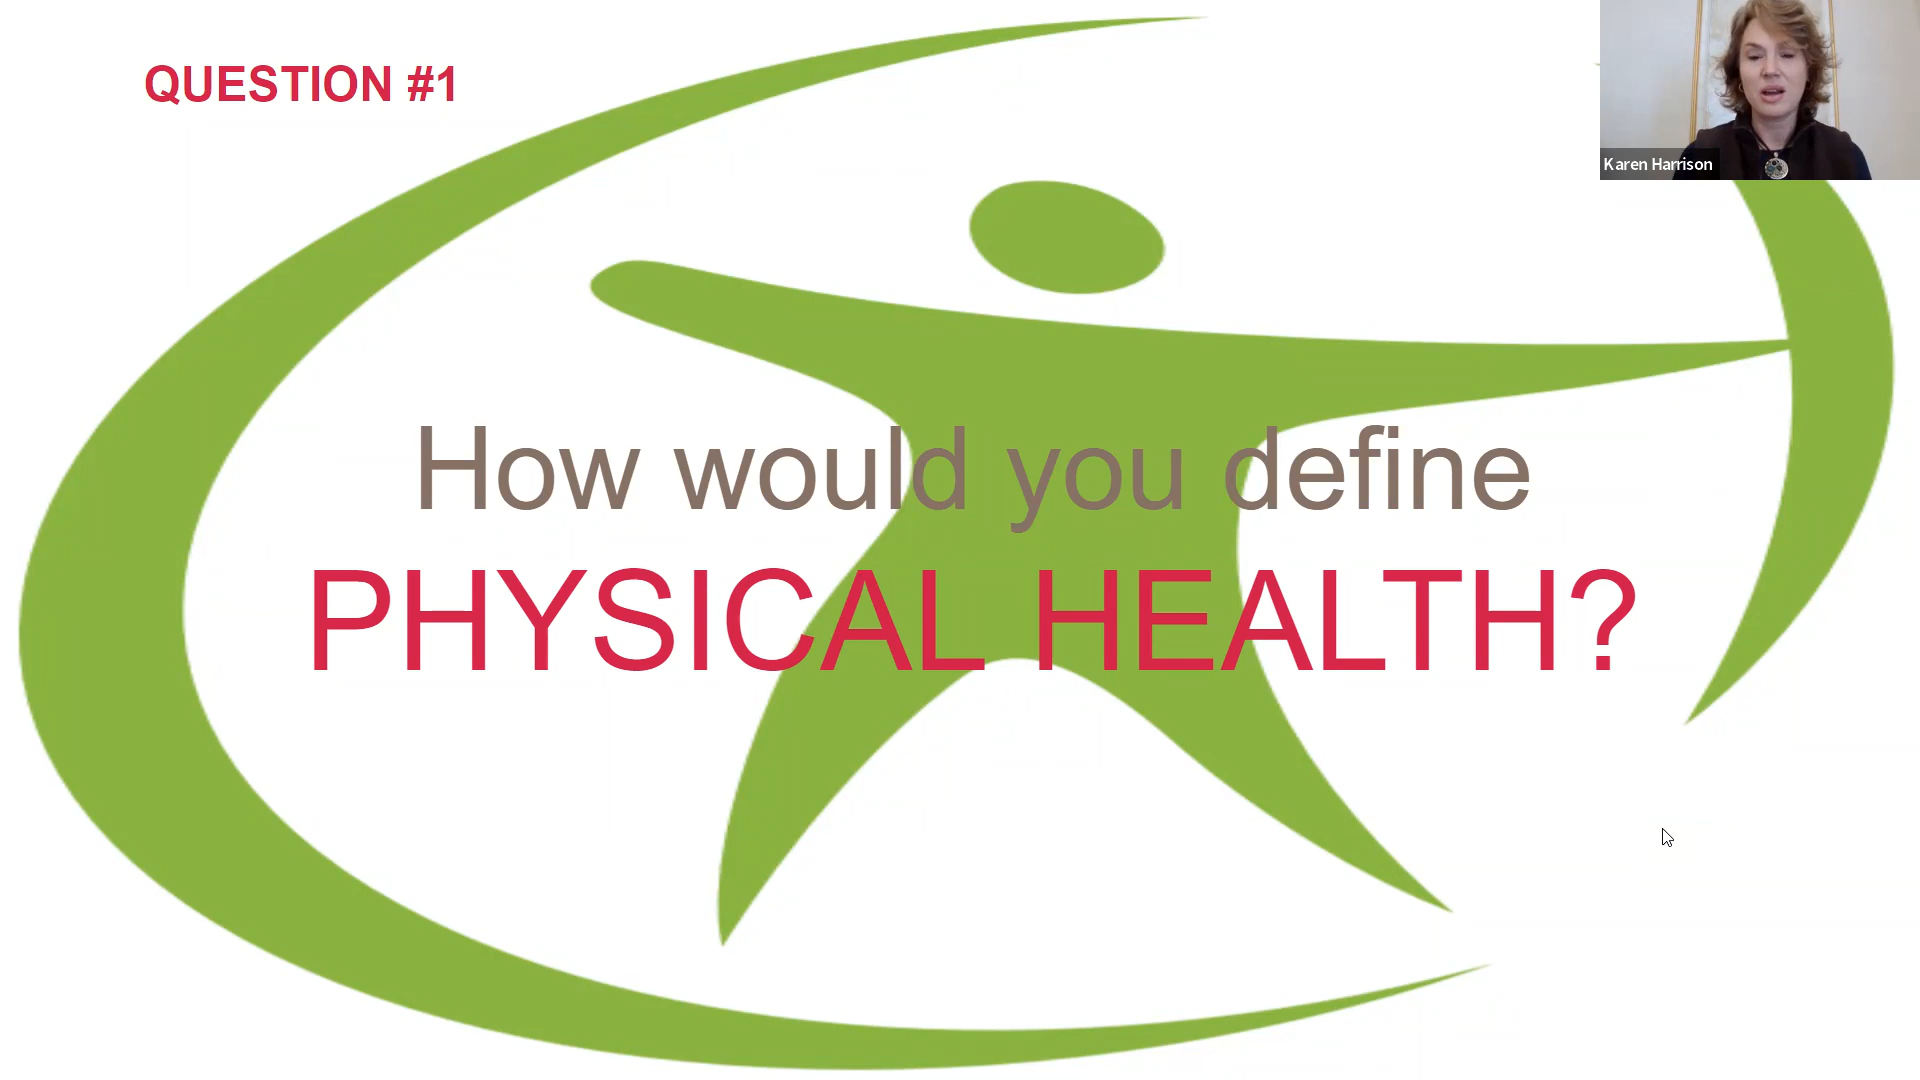 QUESTION #1
Karen Harrison
How would you define
PHYSICAL HEALTH?